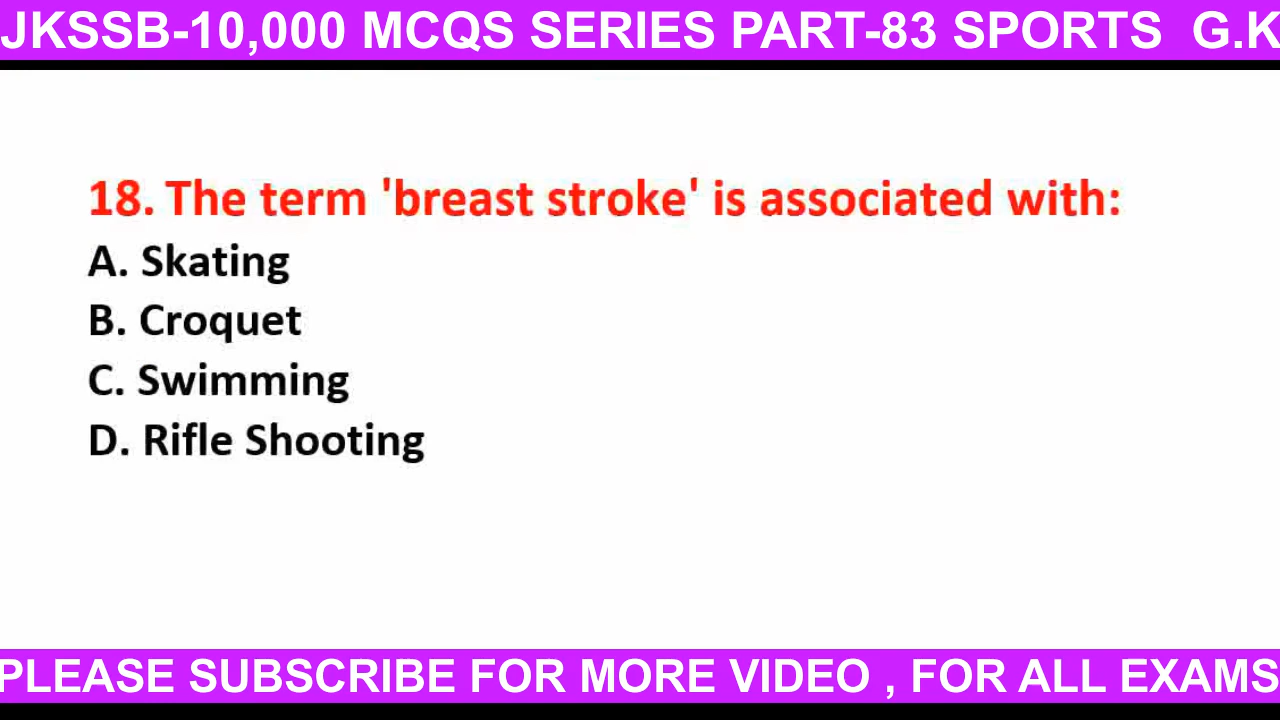 JKSSB-10,000 MCQS SERIES PART-83 SPORTS G.K
18. The term 'breast stroke' is associated with:
A. Skating
B. Croquet
C. Swimming
D. Rifle Shooting
PLEASE SUBSCRIBE FOR MORE VIDEO , FOR ALL EXAMS